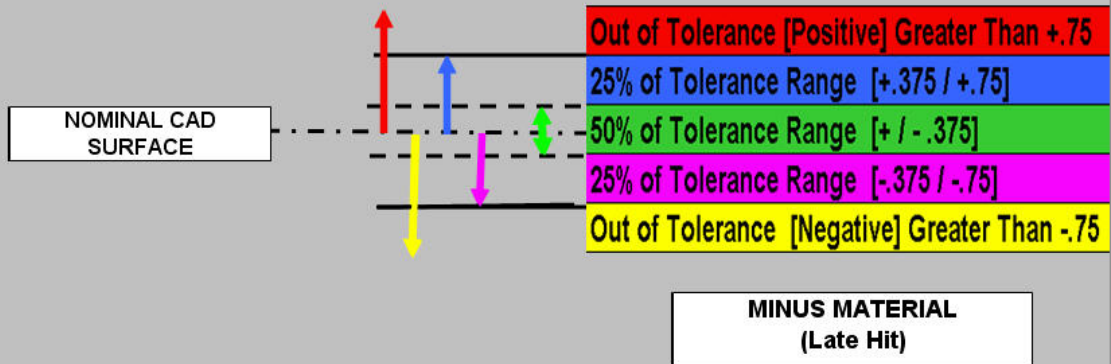 Out of Tolerance [Positive] Greater Than +.75
25% of Tolerance Range [+.375 / +.75]
NOMINAL CAD
SURFACE
50% of Tolerance Range [+ / - .375]
25% of Tolerance Range [-.375 / -.75]
Out of Tolerance [Negative] Greater Than -.75
MINUS MATERIAL
(Late Hit)